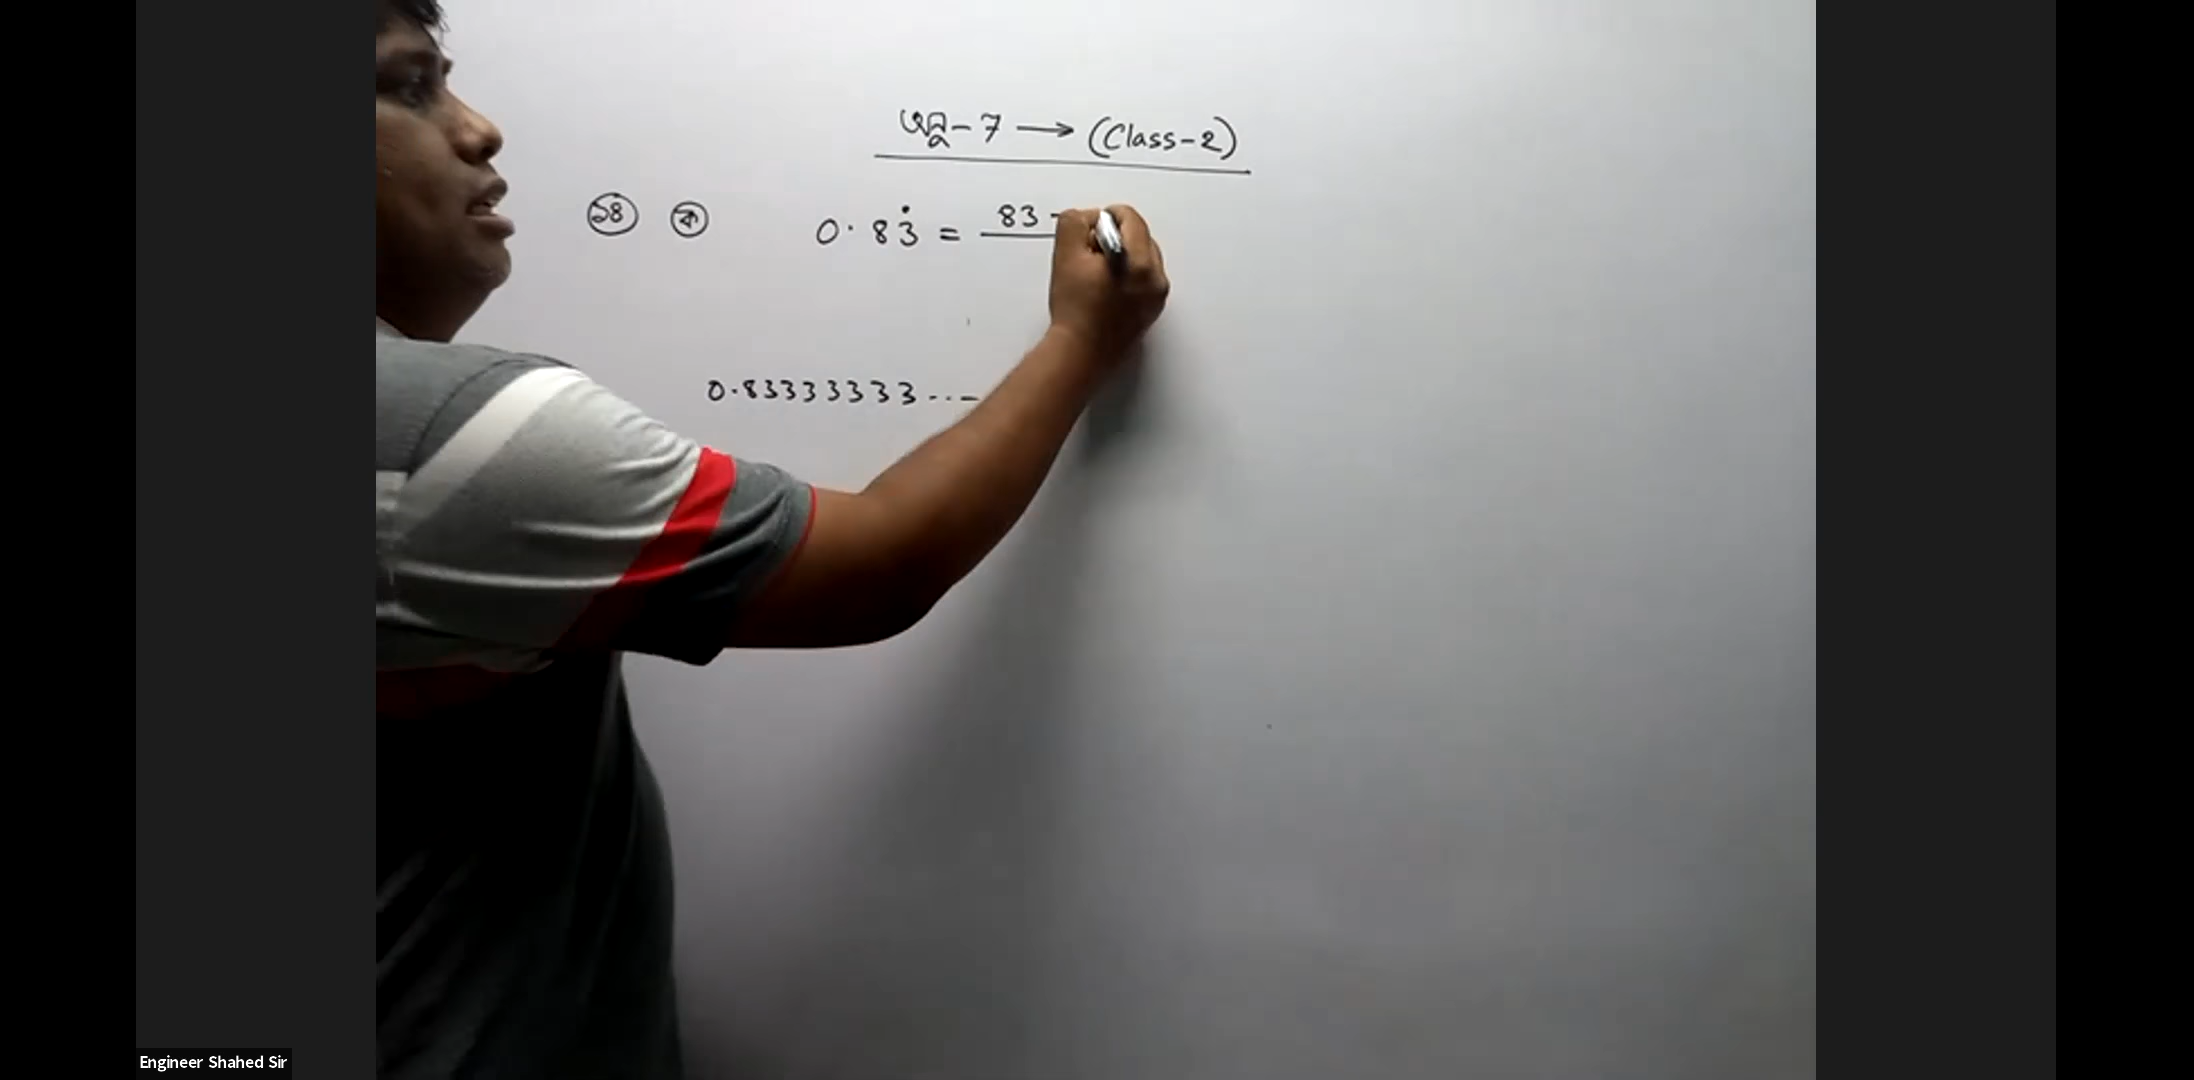 অনু-7 → (Class-2)
১৪ ক 0.83̇ = 83 -
0.83333333...-
Engineer Shahed Sir